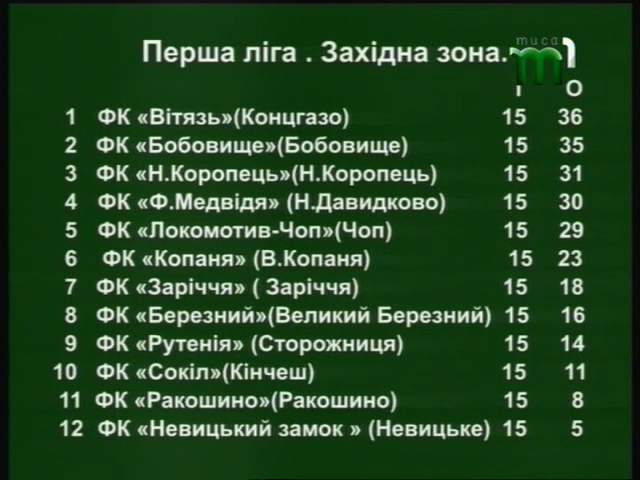 Перша ліга . Західна зона.
тиса
1
І О
1 ФК «Вітязь»(Концгазо) 15 36
2 ФК «Бобовище»(Бобовище) 15 35
3 ФК «Н.Коропець»(Н.Коропець) 15 31
4 ФК «Ф.Медвідя» (Н.Давидково) 15 30
5 ФК «Локомотив-Чоп»(Чоп) 15 29
6 ФК «Копаня» (В.Копаня) 15 23
7 ФК «Заріччя» ( Заріччя) 15 18
8 ФК «Березний»(Великий Березний) 15 16
9 ФК «Рутенія» (Сторожниця) 15 14
10 ФК «Сокіл»(Кінчеш) 15 11
11 ФК «Ракошино»(Ракошино) 15 8
12 ФК «Невицький замок » (Невицьке) 15 5